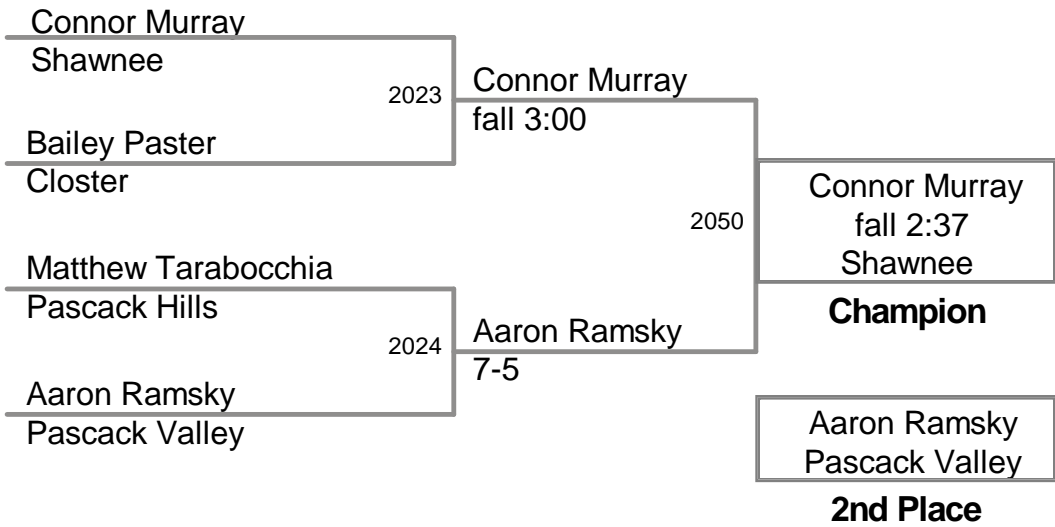 Connor Murray
Shawnee
2023
Connor Murray
fall 3:00
Bailey Paster
Closter
2050
Connor Murray
fall 2:37
Shawnee
Champion
Matthew Tarabocchia
Pascack Hills
2024
Aaron Ramsky
7-5
Aaron Ramsky
Pascack Valley
Aaron Ramsky
Pascack Valley
2nd Place